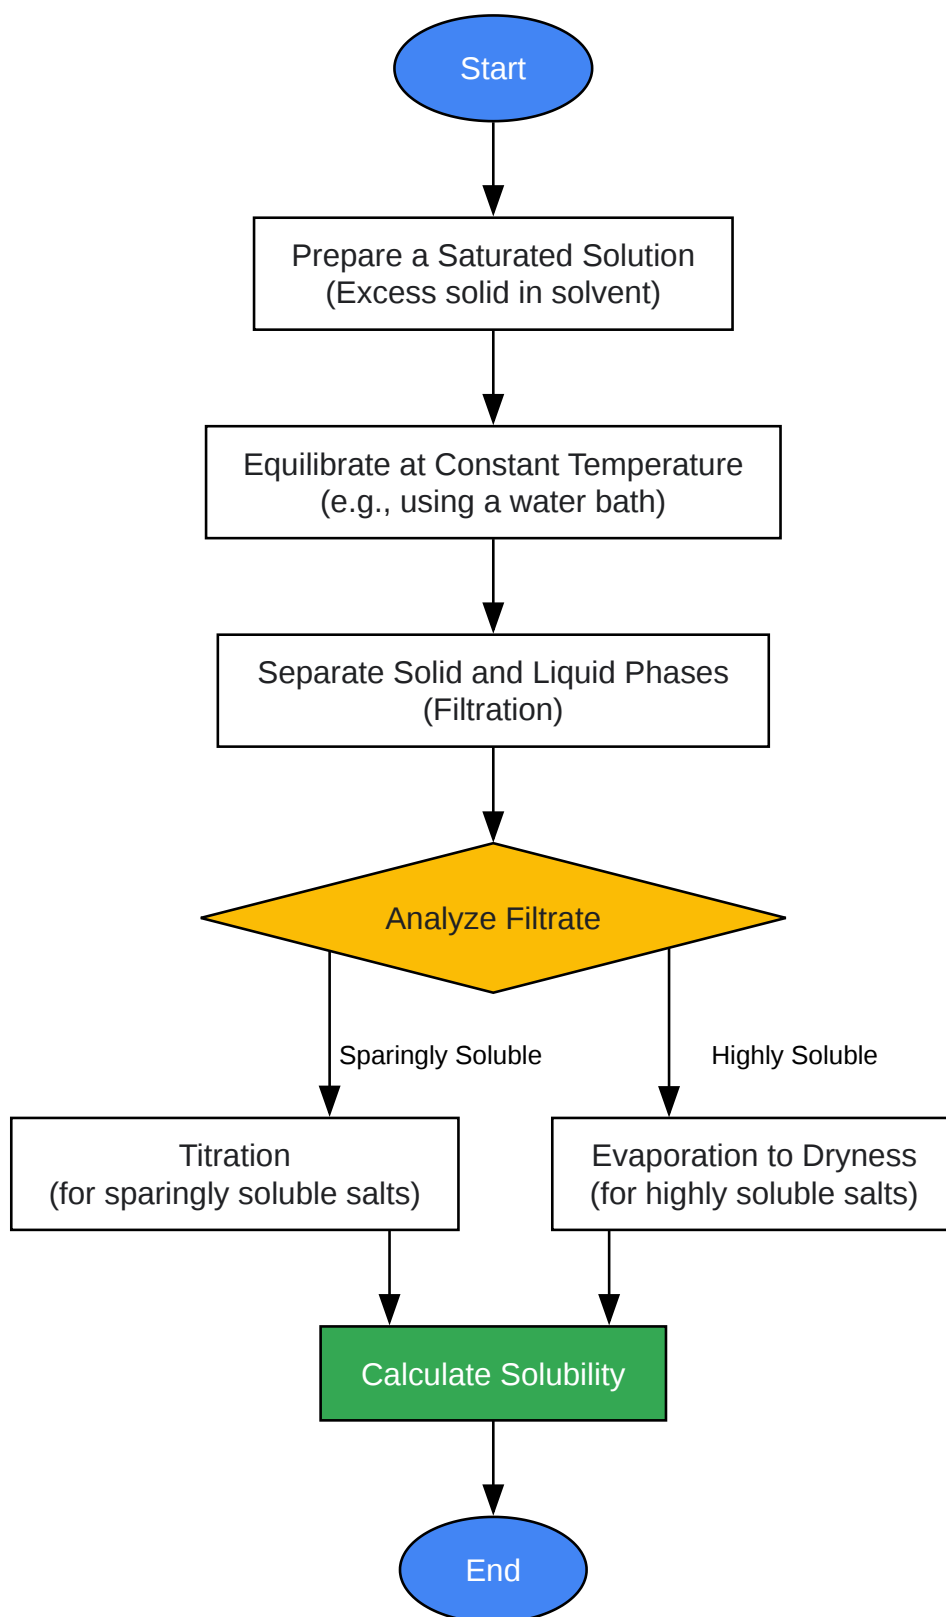 Start
Prepare a Saturated Solution
(Excess solid in solvent)
Equilibrate at Constant Temperature
(e.g., using a water bath)
Separate Solid and Liquid Phases
(Filtration)
Analyze Filtrate
Sparingly Soluble
Highly Soluble
Titration
(for sparingly soluble salts)
Evaporation to Dryness
(for highly soluble salts)
Calculate Solubility
End